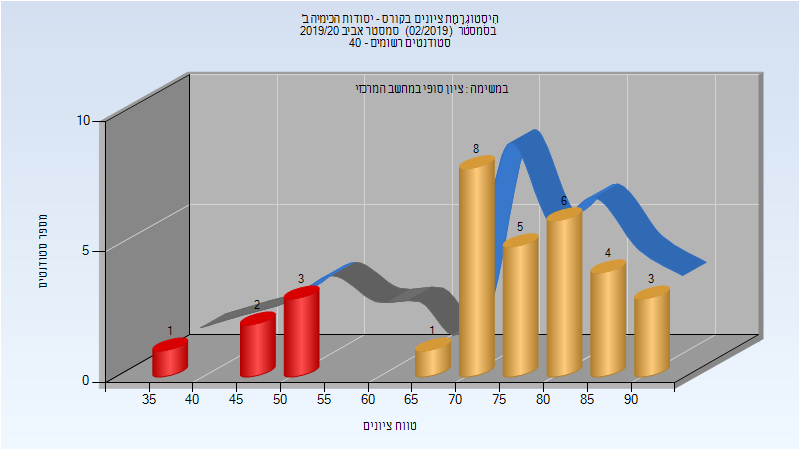 היסטוגרמת ציונים בקורס - יסודות הכימיה ב'
בסמסטר (02/2019) סמסטר אביב 2019/20
סטודנטים רשומים - 40
במשימה : ציון סופי במחשב המרכזי
מספר סטודנטים
10
5
0
1
2
3
1
8
5
6
4
3
35 40 45 50 55 60 65 70 75 80 85 90
טווח ציונים